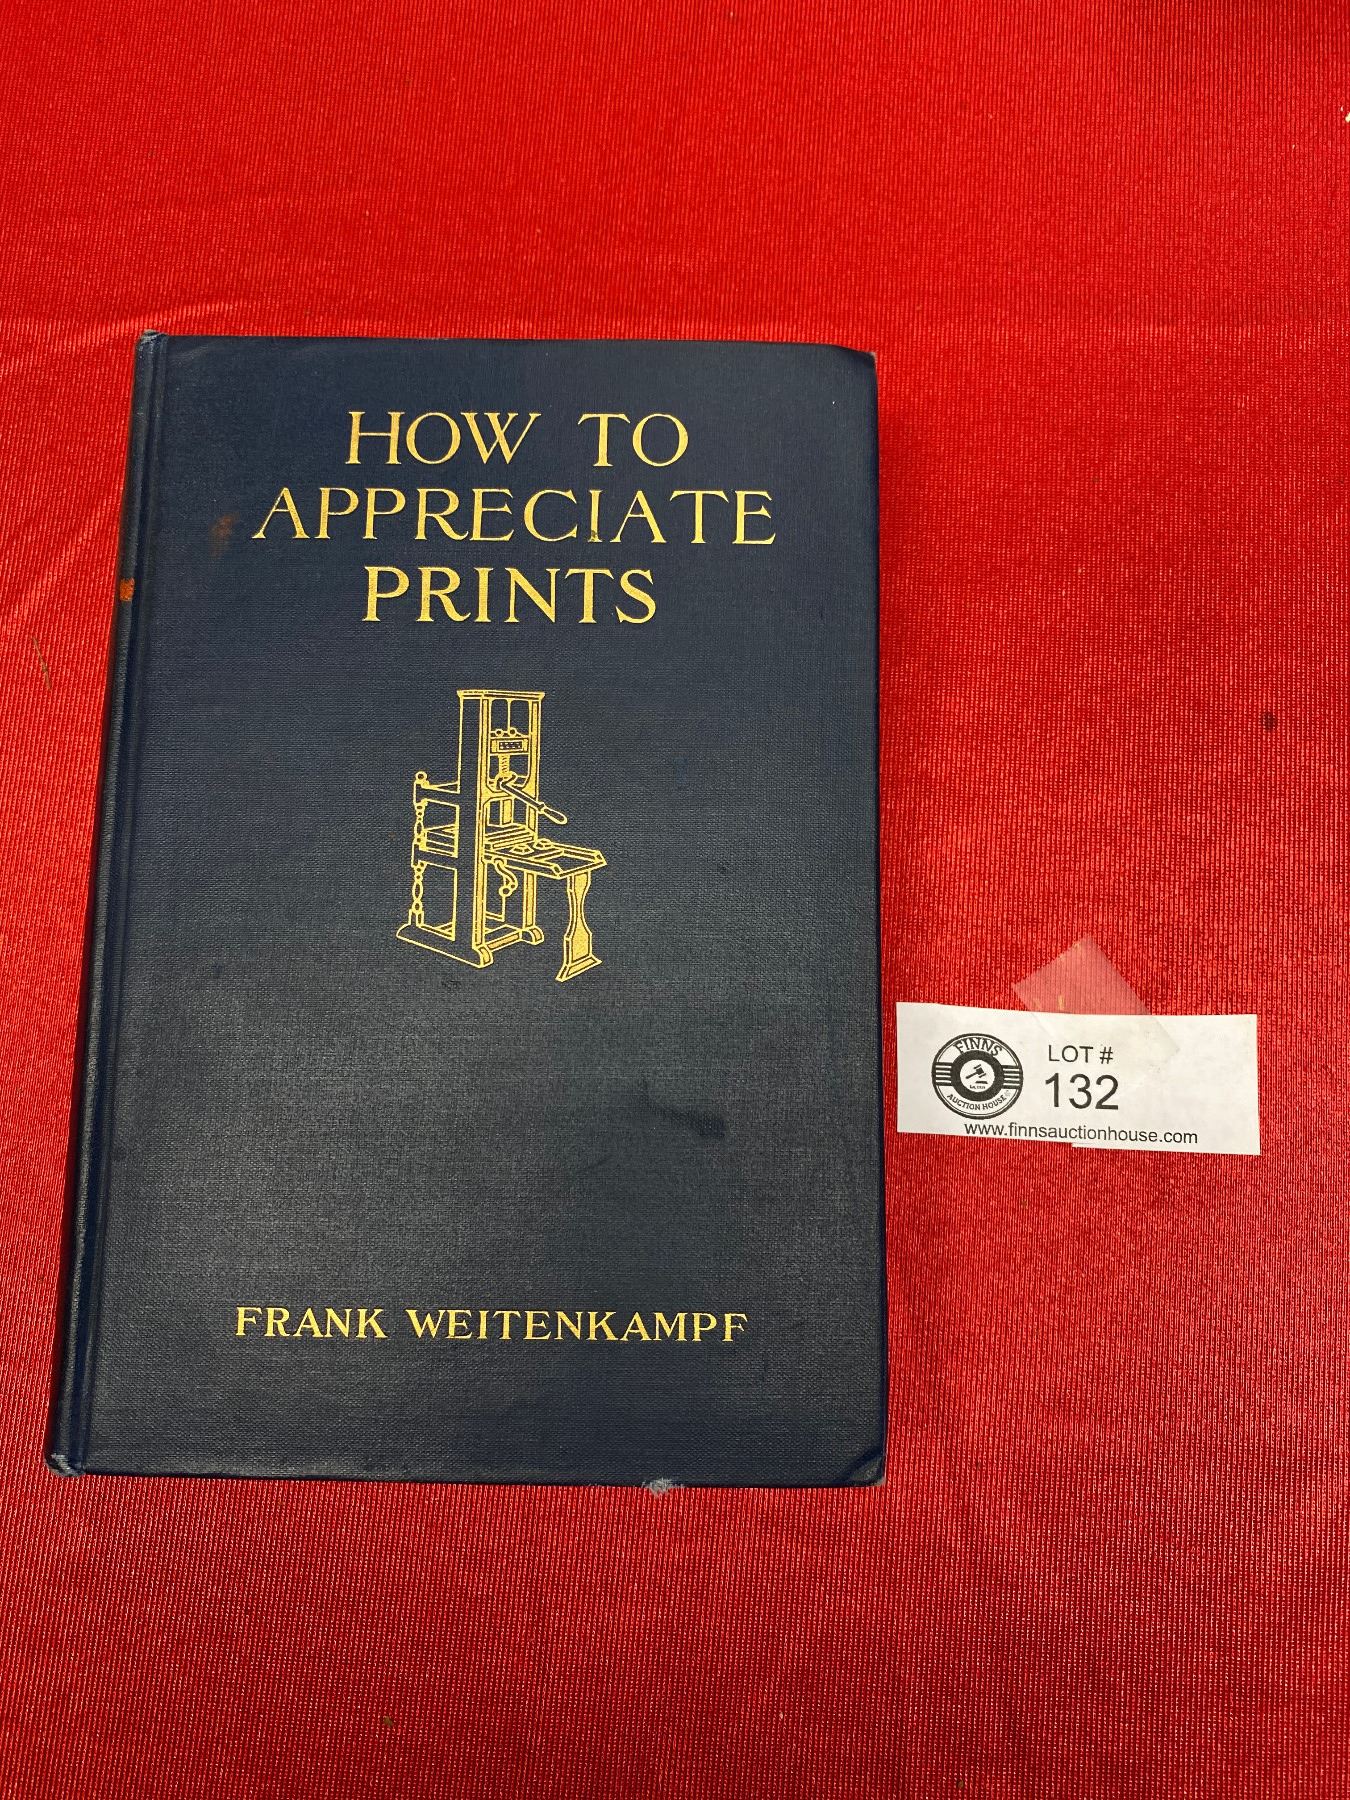 HOW TO
APPRECIATE
PRINTS
FRANK WEITENKAMPF
FINNS
AUCTION HOUSE
LOT #
132
www.finnsauctionhouse.com